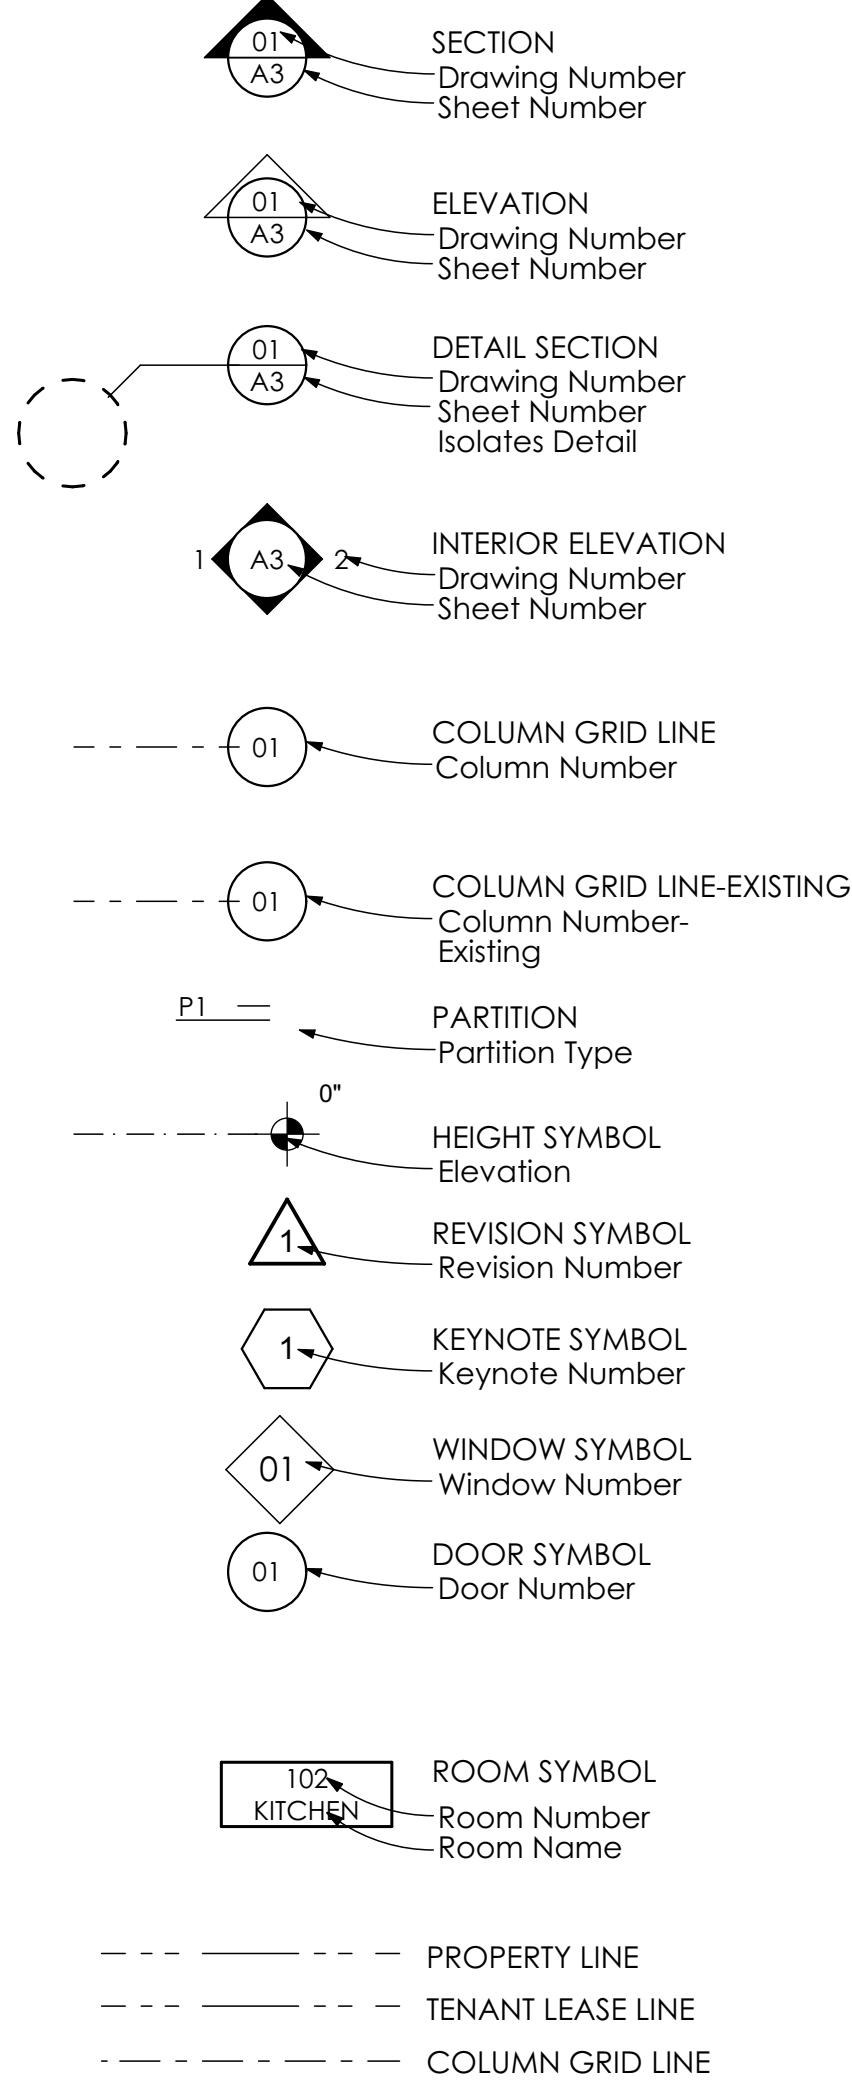 01
A3
SECTION
Drawing Number
Sheet Number
01
A3
ELEVATION
Drawing Number
Sheet Number
01
A3
DETAIL SECTION
Drawing Number
Sheet Number
Isolates Detail
1
A3
2
INTERIOR ELEVATION
Drawing Number
Sheet Number
01
COLUMN GRID LINE
Column Number
01
COLUMN GRID LINE-EXISTING
Column Number-
Existing
P1
PARTITION
Partition Type
0"
HEIGHT SYMBOL
Elevation
1
REVISION SYMBOL
Revision Number
1
KEYNOTE SYMBOL
Keynote Number
01
WINDOW SYMBOL
Window Number
01
DOOR SYMBOL
Door Number
102
KITCHEN
ROOM SYMBOL
Room Number
Room Name
PROPERTY LINE
TENANT LEASE LINE
COLUMN GRID LINE